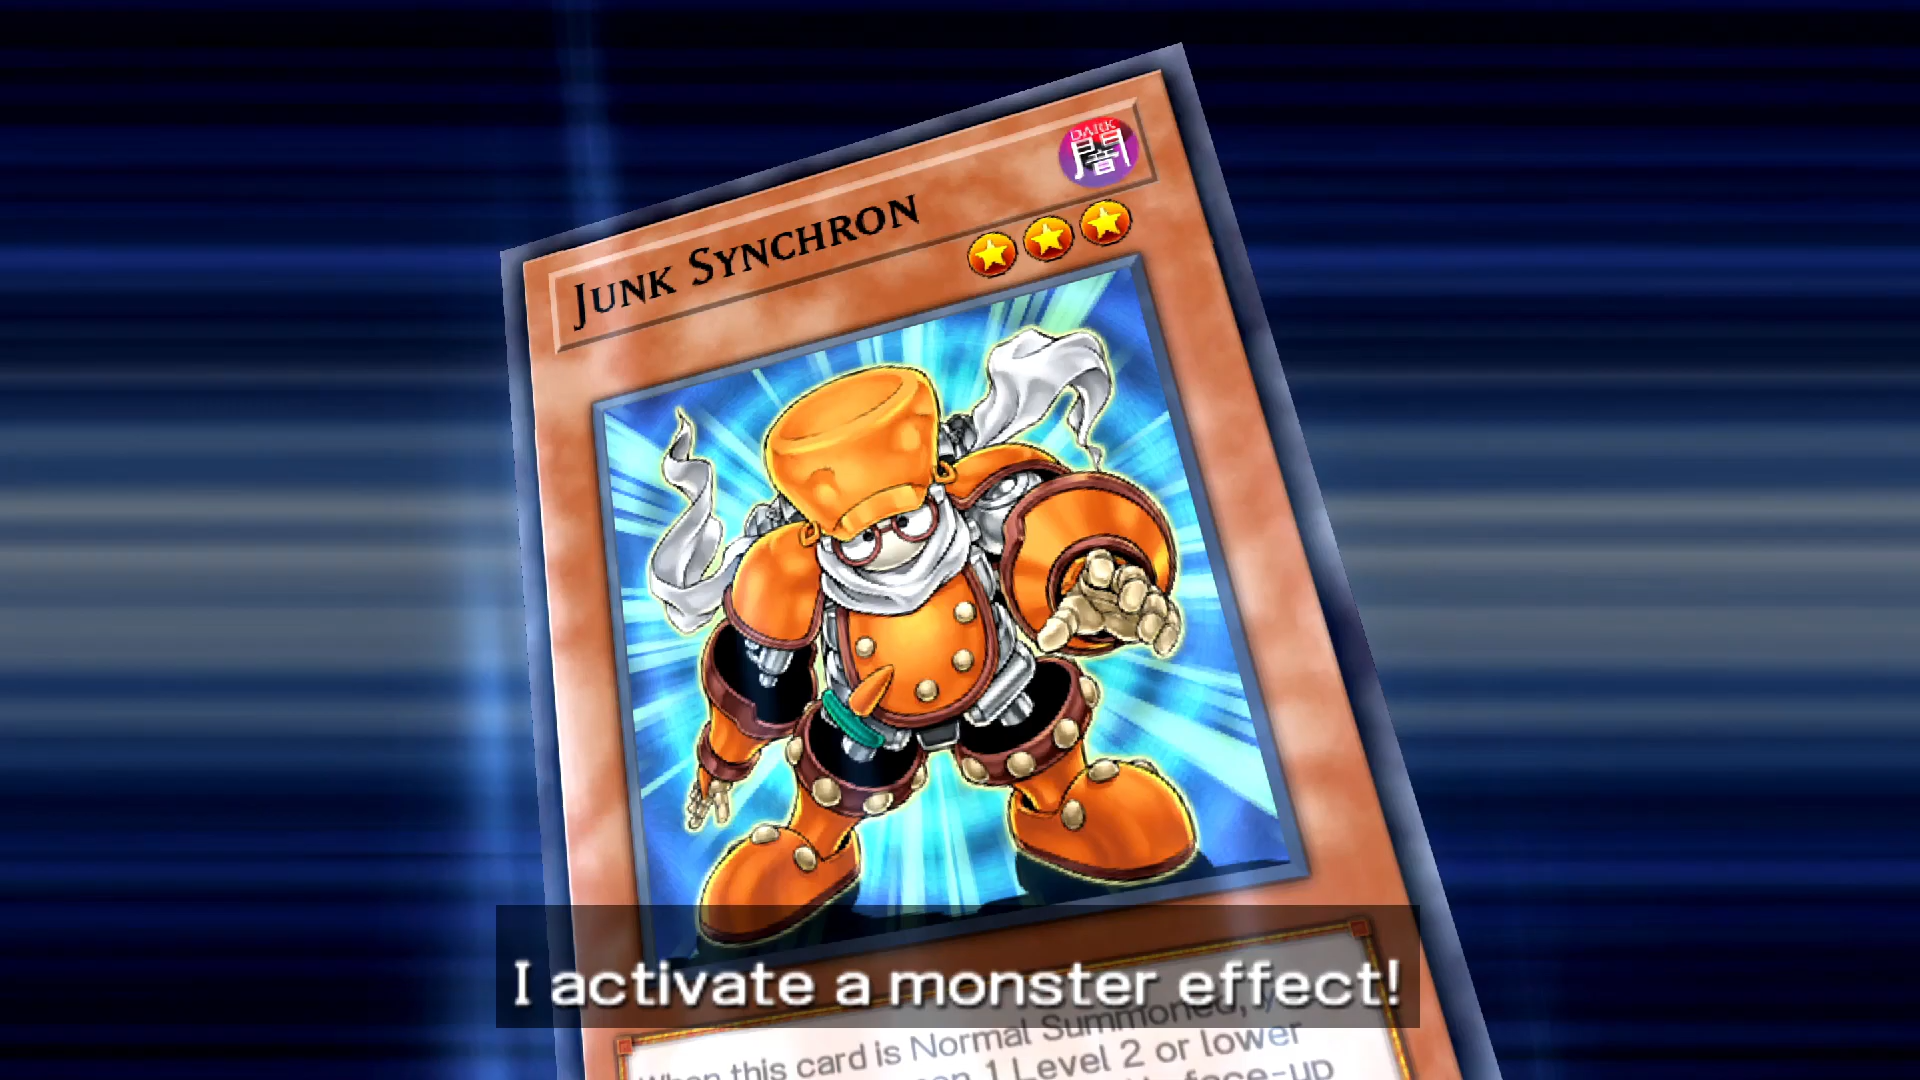 DARK
闇
JUNK SYNCHRON
I activate a monster effect!
When this card is Normal Summoned,
1 Level 2 or lower
face-up